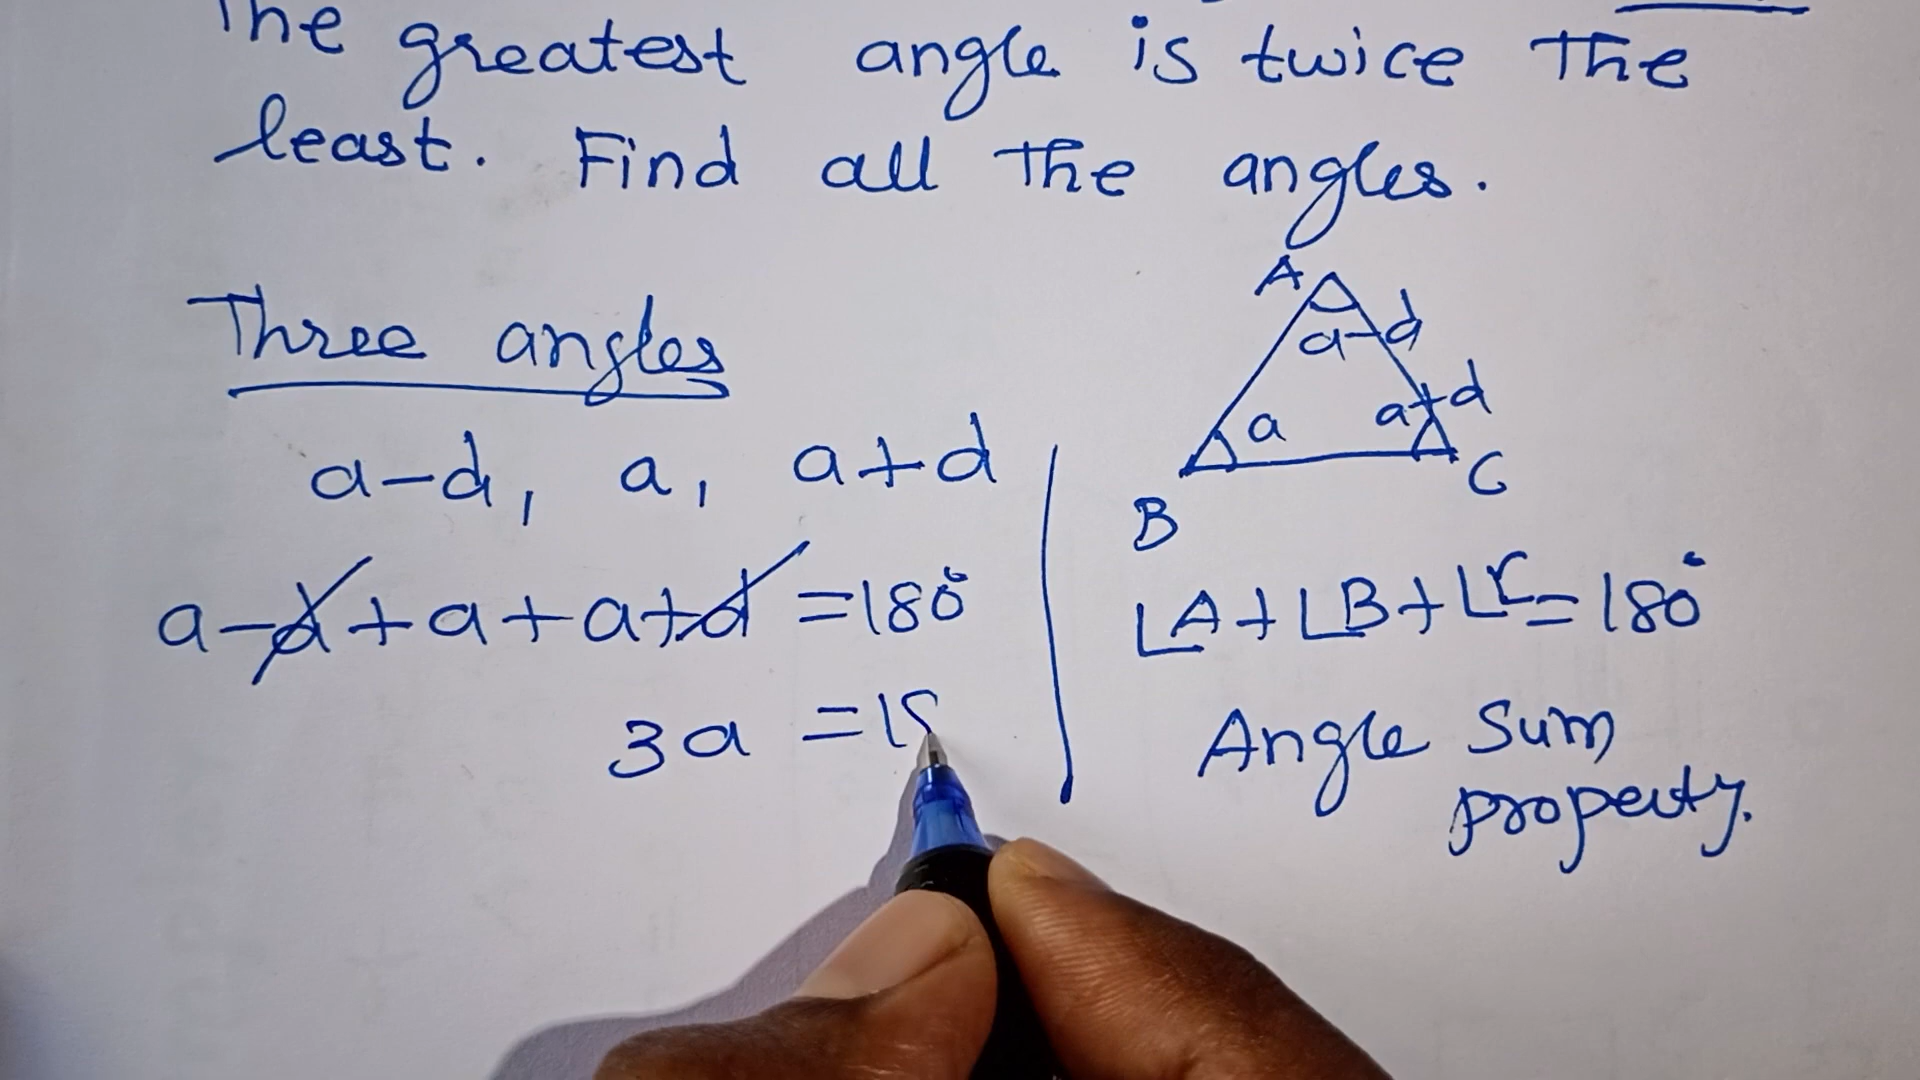 The greatest angle is twice The
least. Find all The angles.
Three angles
a-d, a, a+d
a-d+a+a+d =180°
3a =18
A
a-d
a+d
a
B
C
∠A+∠B+∠C=180°
Angle Sum
property.